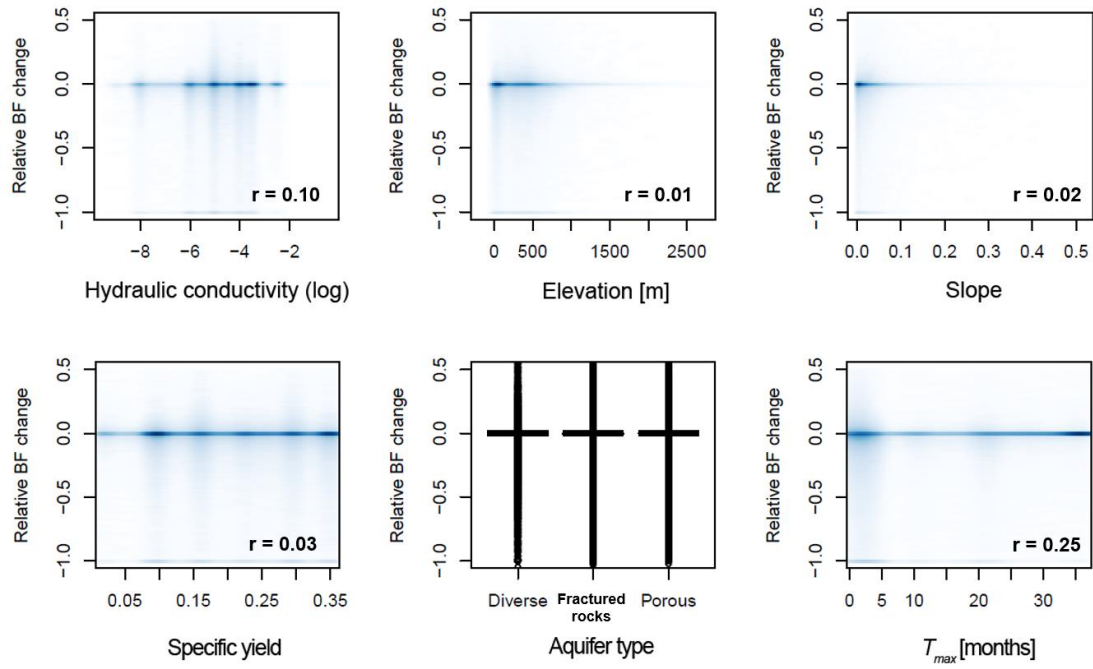 Relative BF change
0.5
0.0
−0.5
−1.0
r = 0.10
−8 −6 −4 −2
Hydraulic conductivity (log)
Relative BF change
0.5
0.0
−0.5
−1.0
r = 0.01
0 500 1500 2500
Elevation [m]
Relative BF change
0.5
0.0
−0.5
−1.0
r = 0.02
0.0 0.1 0.2 0.3 0.4 0.5
Slope
Relative BF change
0.5
0.0
−0.5
−1.0
r = 0.03
0.05 0.15 0.25 0.35
Specific yield
Relative BF change
0.5
0.0
−0.5
−1.0
Diverse Fractured Porous
rocks
Aquifer type
Relative BF change
0.5
0.0
−0.5
−1.0
r = 0.25
0 5 10 20 30
Tmax [months]